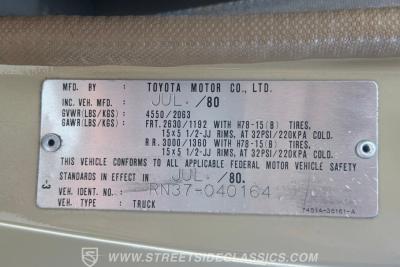 MFD. BY : TOYOTA MOTOR CO., LTD.
INC. VEH. MFD. : JUL. /80
GVWR(LBS/KGS) : 4550/2063
GAWR(LBS/KGS) : FRT. 2630/1192 WITH H78-15(B) TIRES,
15x5 1/2-JJ RIMS, AT 32PSI/220KPA COLD.
RR. 3000/1360 WITH H78-15(B) TIRES,
15x5 1/2-JJ RIMS, AT 32PSI/220KPA COLD.
THIS VEHICLE CONFORMS TO ALL APPLICABLE FEDERAL MOTOR VEHICLE SAFETY
STANDARDS IN EFFECT IN JUL. /80.
VEH. IDENT. NO.: RN37-040164
VEH. TYPE : TRUCK
-3
WWW.STREETSIDECLASSICS.COM